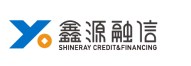 鑫源融信
SHINERAY CREDIT&FINANCING